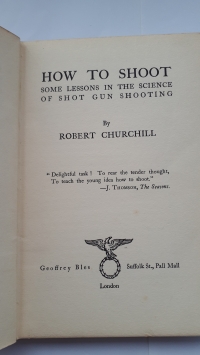 HOW TO SHOOT
SOME LESSONS IN THE SCIENCE
OF SHOT GUN SHOOTING
By
ROBERT CHURCHILL
"Delightful task! To rear the tender thought,
To teach the young idea how to shoot."
—J. THOMSON, The Seasons.
Geoffrey Bles Suffolk St., Pall Mall
London